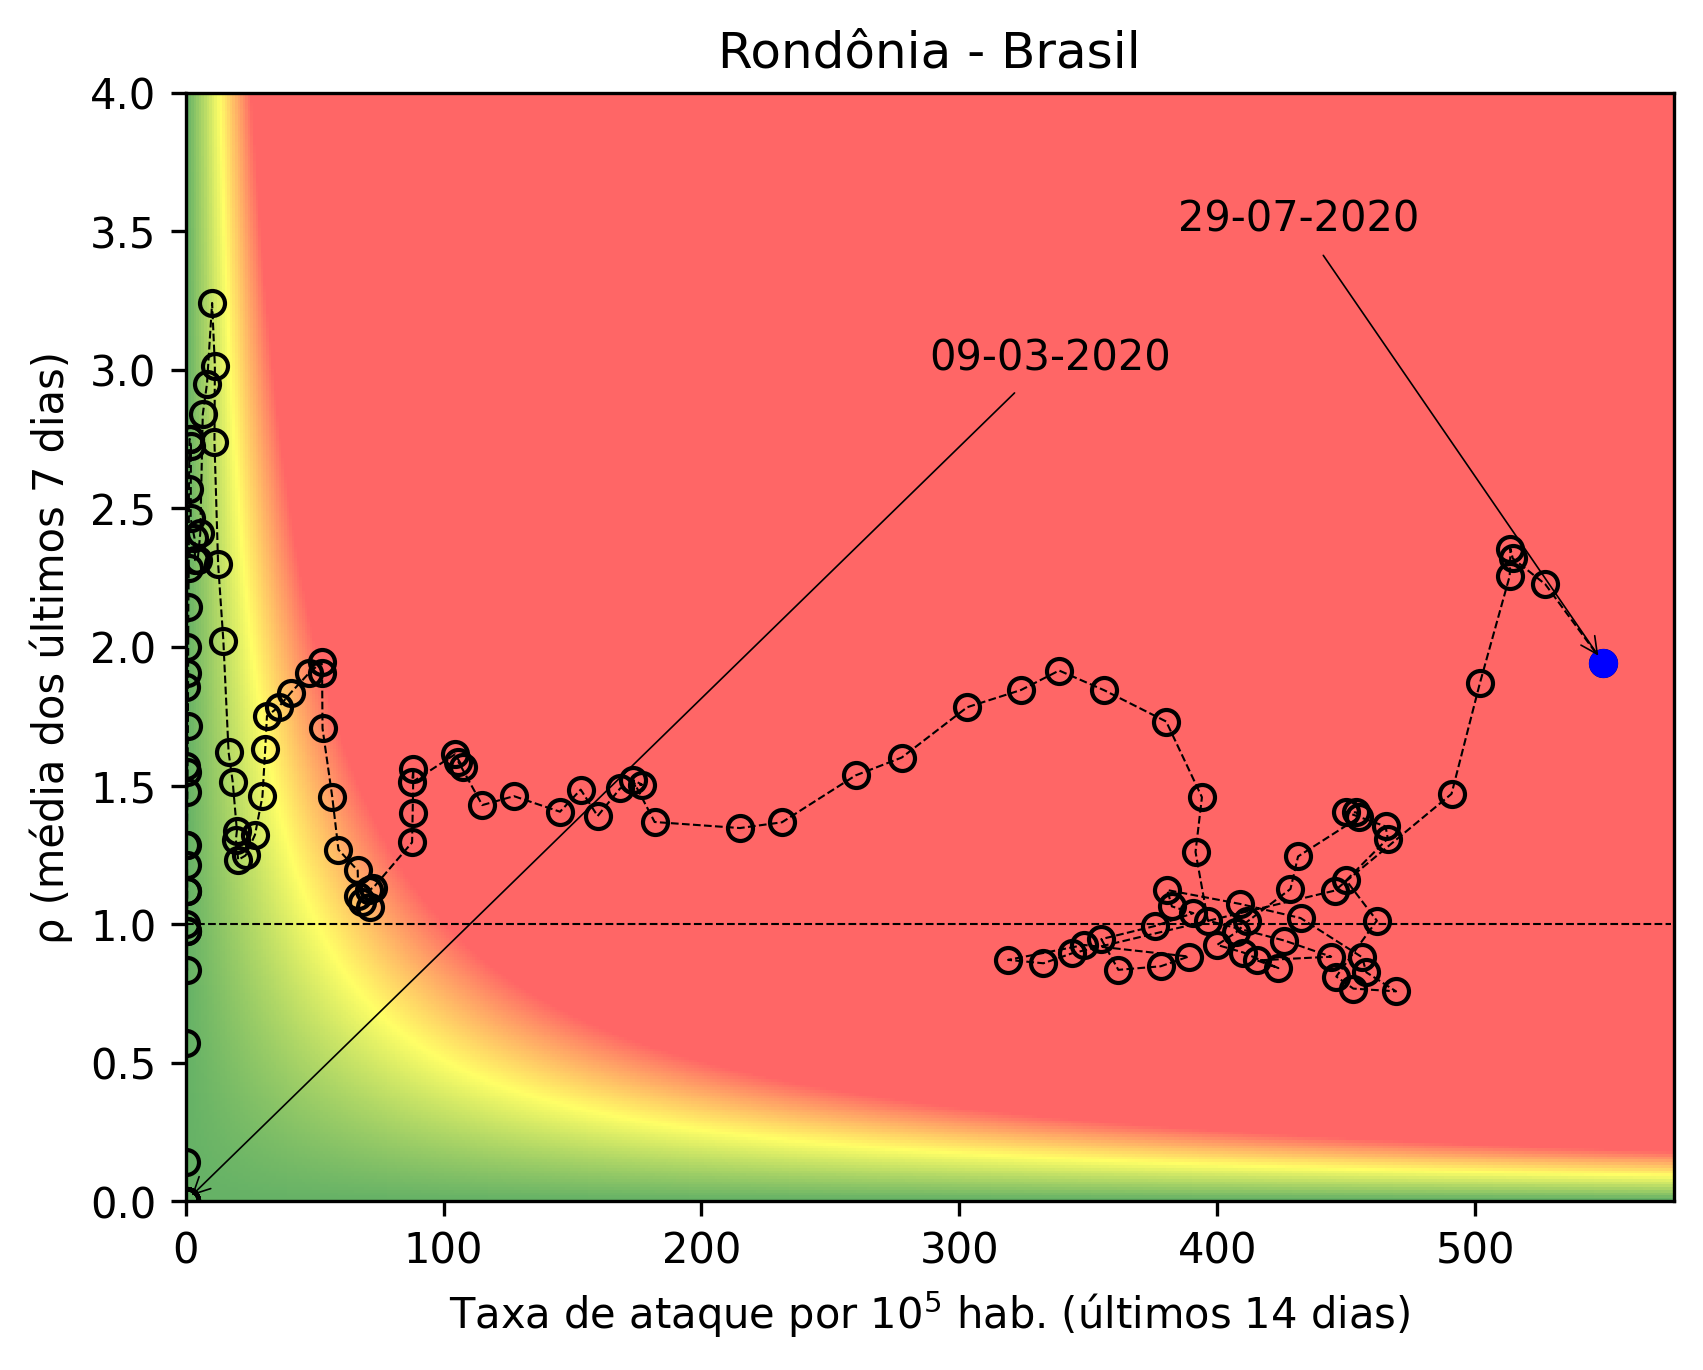 Rondônia - Brasil
4.0
3.5
3.0
2.5
2.0
1.5
1.0
0.5
0.0
ρ (média dos últimos 7 dias)
29-07-2020
09-03-2020
0 100 200 300 400 500
Taxa de ataque por 10⁵ hab. (últimos 14 dias)